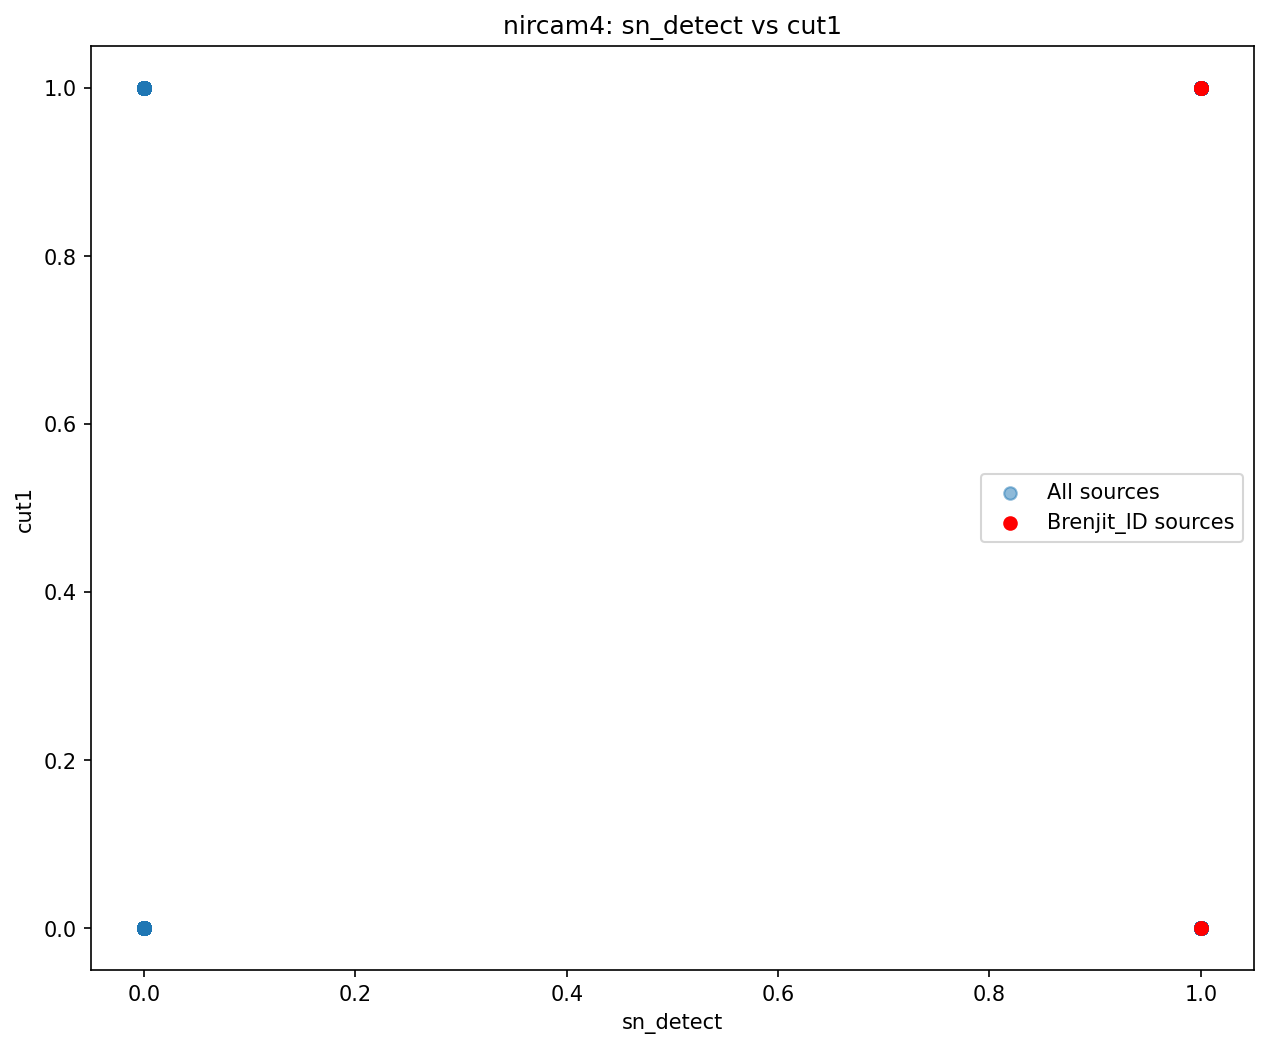 nircam4: sn_detect vs cut1
1.0
0.8
0.6
0.4
0.2
0.0
cut1
All sources
Brenjit_ID sources
0.0 0.2 0.4 0.6 0.8 1.0
sn_detect